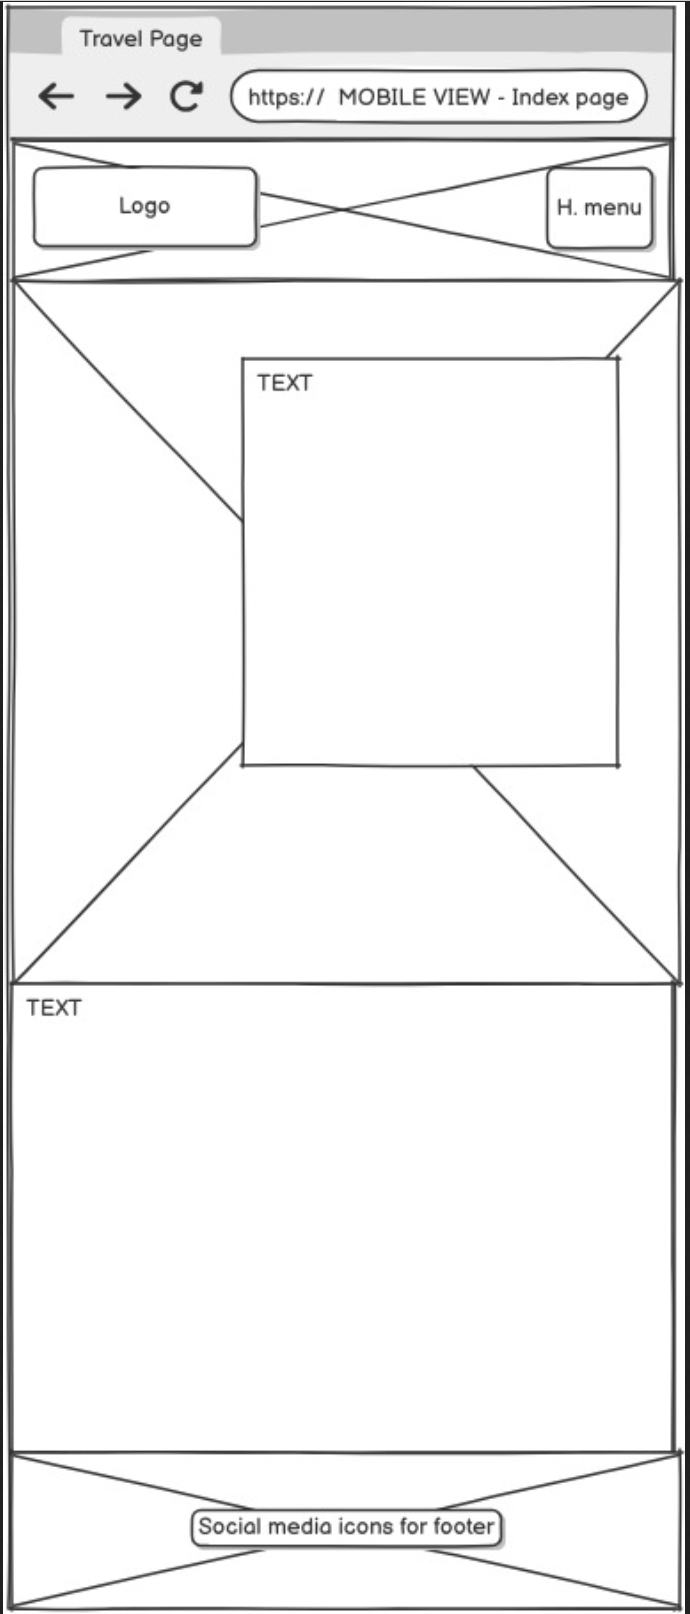 Travel Page
https://  MOBILE VIEW - Index page
Logo
H. menu
TEXT
TEXT
Social media icons for footer